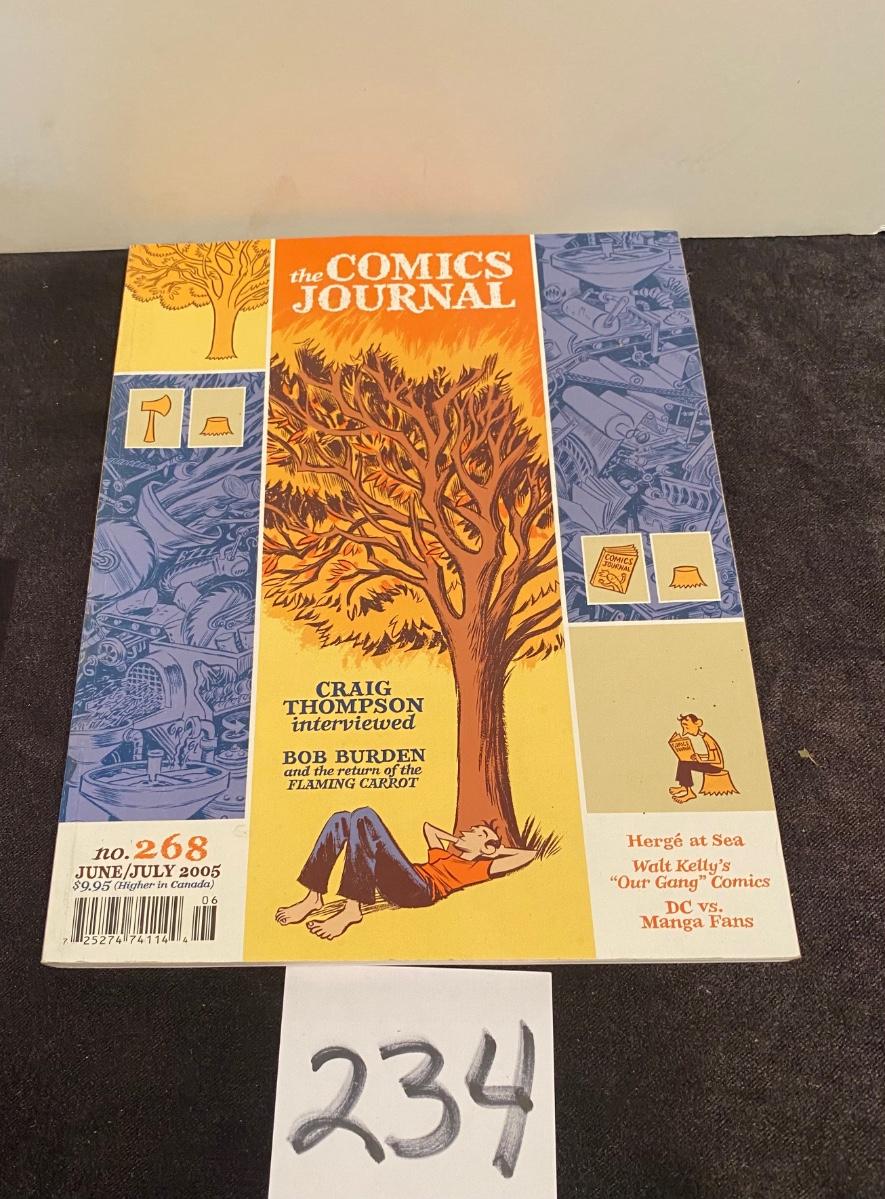 the COMICS
JOURNAL
COMICS
JOURNAL
CRAIG
THOMPSON
interviewed
BOB BURDEN
and the return of the
FLAMING CARROT
COMICS
JOURNAL
no. 268
JUNE/JULY 2005
$9.95 (Higher in Canada)
06
7 25274 74114 4
Hergé at Sea
Walt Kelly's
"Our Gang" Comics
DC vs.
Manga Fans
234